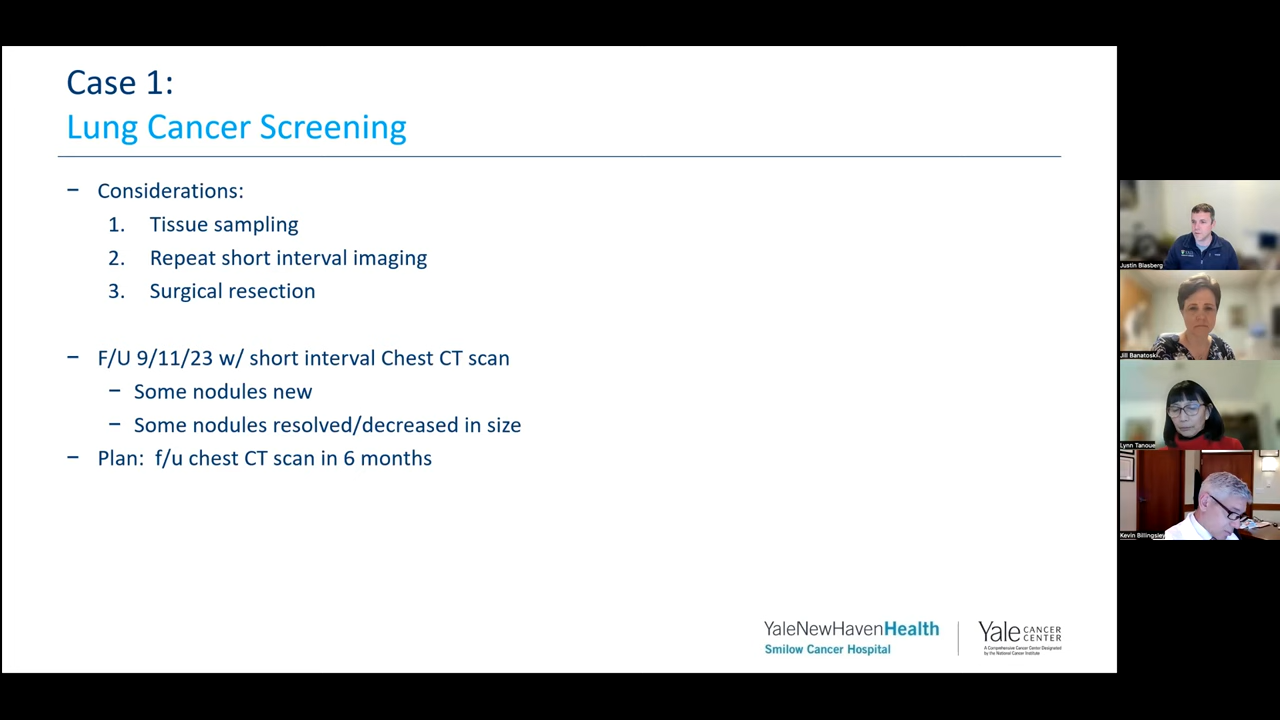 Case 1:
Lung Cancer Screening
− Considerations:
1. Tissue sampling
2. Repeat short interval imaging
3. Surgical resection
− F/U 9/11/23 w/ short interval Chest CT scan
− Some nodules new
− Some nodules resolved/decreased in size
− Plan: f/u chest CT scan in 6 months
YaleNewHavenHealth
Smilow Cancer Hospital
Yale CANCER CENTER
A Comprehensive Cancer Center Designated
by the National Cancer Institute
Justin Blasberg
Jill Banatoski
Lynn Tanoue
Kevin Billingsley